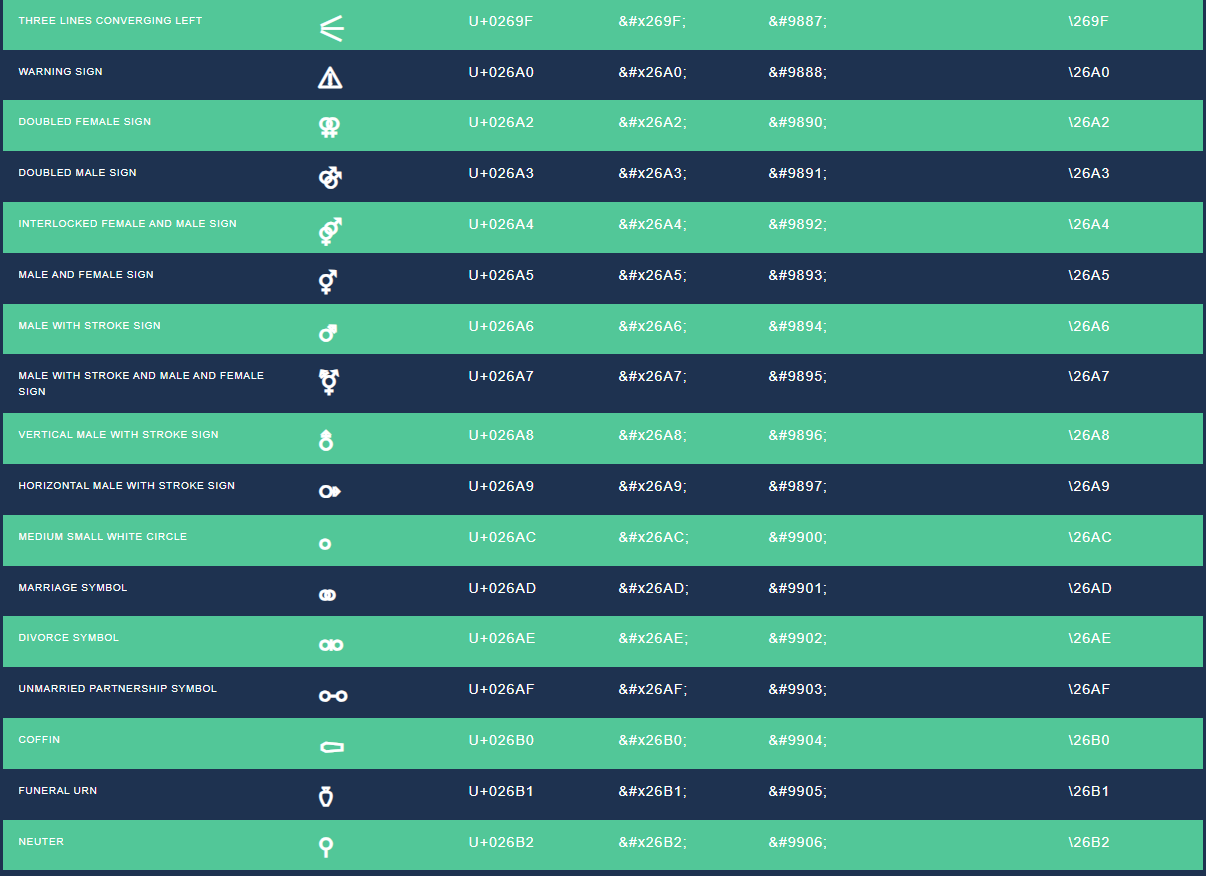 THREE LINES CONVERGING LEFT ⚟ U+0269F &#x269F; &#9887; \269F
WARNING SIGN ⚠ U+026A0 &#x26A0; &#9888; \26A0
DOUBLED FEMALE SIGN ⚢ U+026A2 &#x26A2; &#9890; \26A2
DOUBLED MALE SIGN ⚣ U+026A3 &#x26A3; &#9891; \26A3
INTERLOCKED FEMALE AND MALE SIGN ⚤ U+026A4 &#x26A4; &#9892; \26A4
MALE AND FEMALE SIGN ⚥ U+026A5 &#x26A5; &#9893; \26A5
MALE WITH STROKE SIGN ⚦ U+026A6 &#x26A6; &#9894; \26A6
MALE WITH STROKE AND MALE AND FEMALE ⚧ U+026A7 &#x26A7; &#9895; \26A7
SIGN
VERTICAL MALE WITH STROKE SIGN ⚨ U+026A8 &#x26A8; &#9896; \26A8
HORIZONTAL MALE WITH STROKE SIGN ⚩ U+026A9 &#x26A9; &#9897; \26A9
MEDIUM SMALL WHITE CIRCLE ⚬ U+026AC &#x26AC; &#9900; \26AC
MARRIAGE SYMBOL ⚭ U+026AD &#x26AD; &#9901; \26AD
DIVORCE SYMBOL ⚮ U+026AE &#x26AE; &#9902; \26AE
UNMARRIED PARTNERSHIP SYMBOL ⚯ U+026AF &#x26AF; &#9903; \26AF
COFFIN ⚰ U+026B0 &#x26B0; &#9904; \26B0
FUNERAL URN ⚱ U+026B1 &#x26B1; &#9905; \26B1
NEUTER ⚲ U+026B2 &#x26B2; &#9906; \26B2